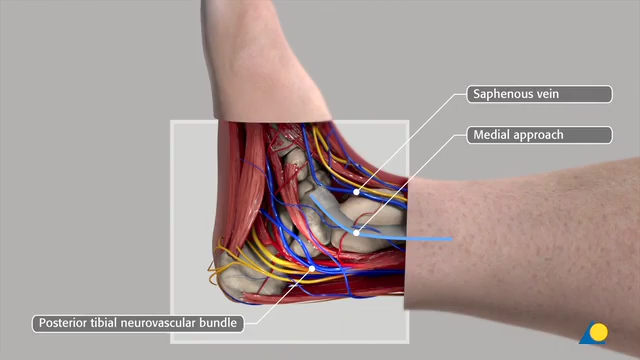 Saphenous vein
Medial approach
Posterior tibial neurovascular bundle